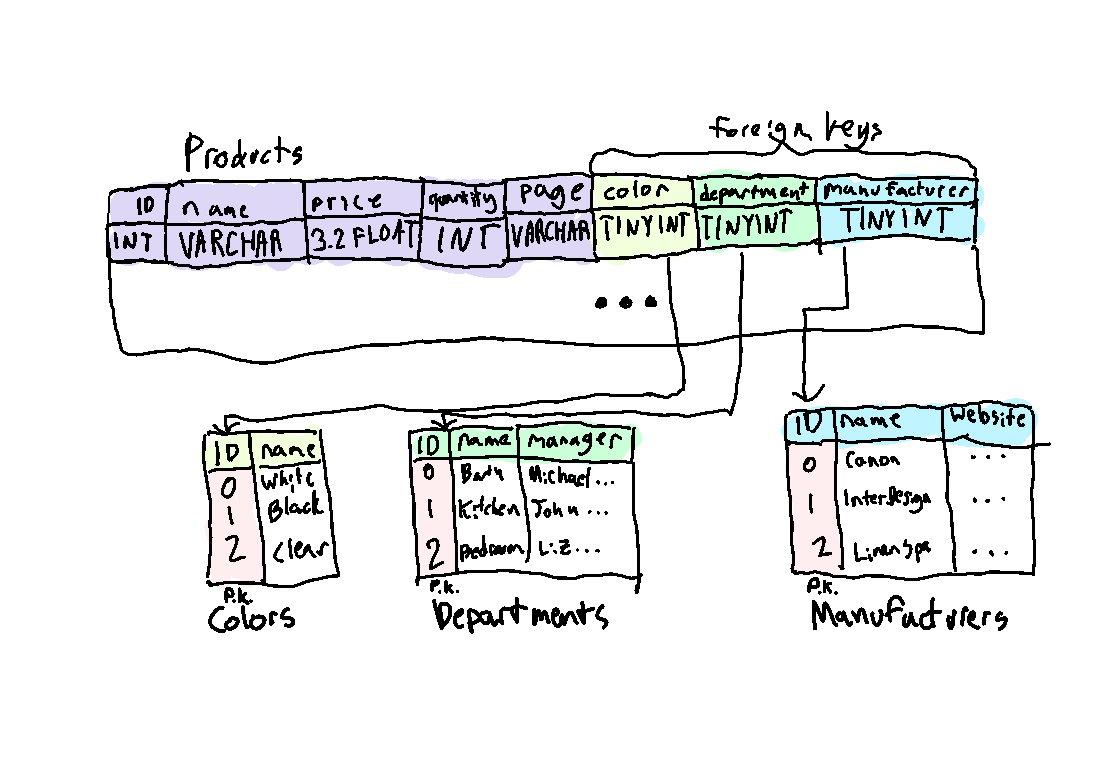 Foreign keys
Products
ID name price quantity page color department manufacturer
INT VARCHAR 3.2 FLOAT INT VARCHAR TINYINT TINYINT TINYINT
...
ID name
0 White
1 Black
2 Clear
P.K.
Colors
ID name manager
0 Bath Michael...
1 Kitchen John ...
2 Bedroom Liz...
P.K.
Departments
ID name Website
0 Canon ...
1 InterDesign ...
2 LinenSpa ...
P.K.
Manufacturers